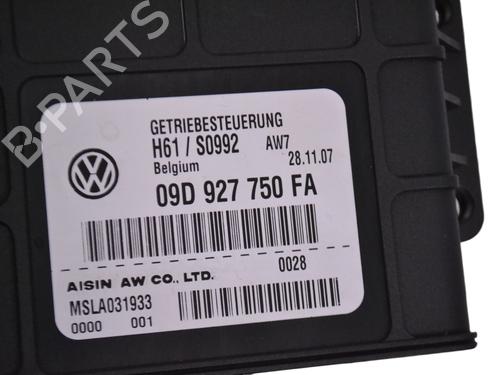 B-PARTS
GETRIEBESTEUERUNG
H61 / S0992 AW7
Belgium 28.11.07
09D 927 750 FA
AISIN AW CO., LTD. 0028
MSLA031933
0000 001